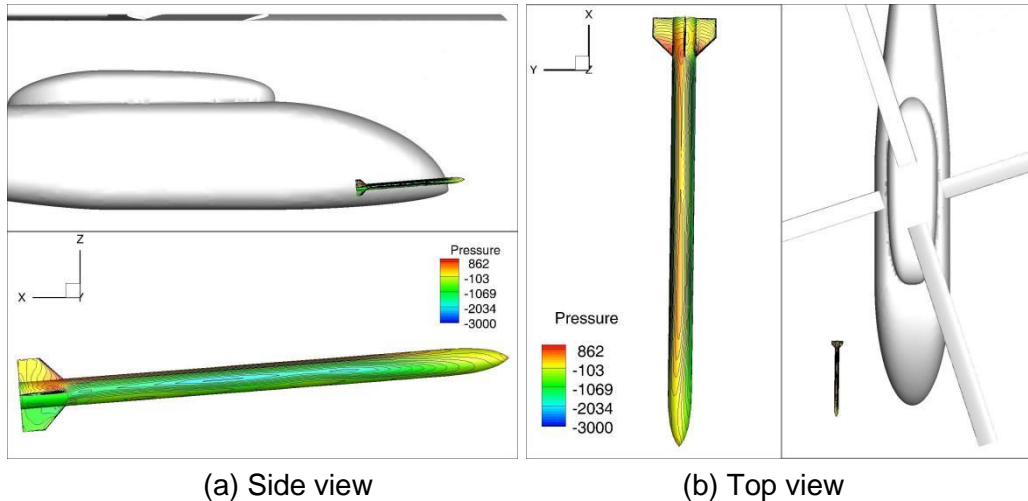 Z
X
Y
Pressure
862
-103
-1069
-2034
-3000
(a) Side view
X
Y
Z
Pressure
862
-103
-1069
-2034
-3000
(b) Top view